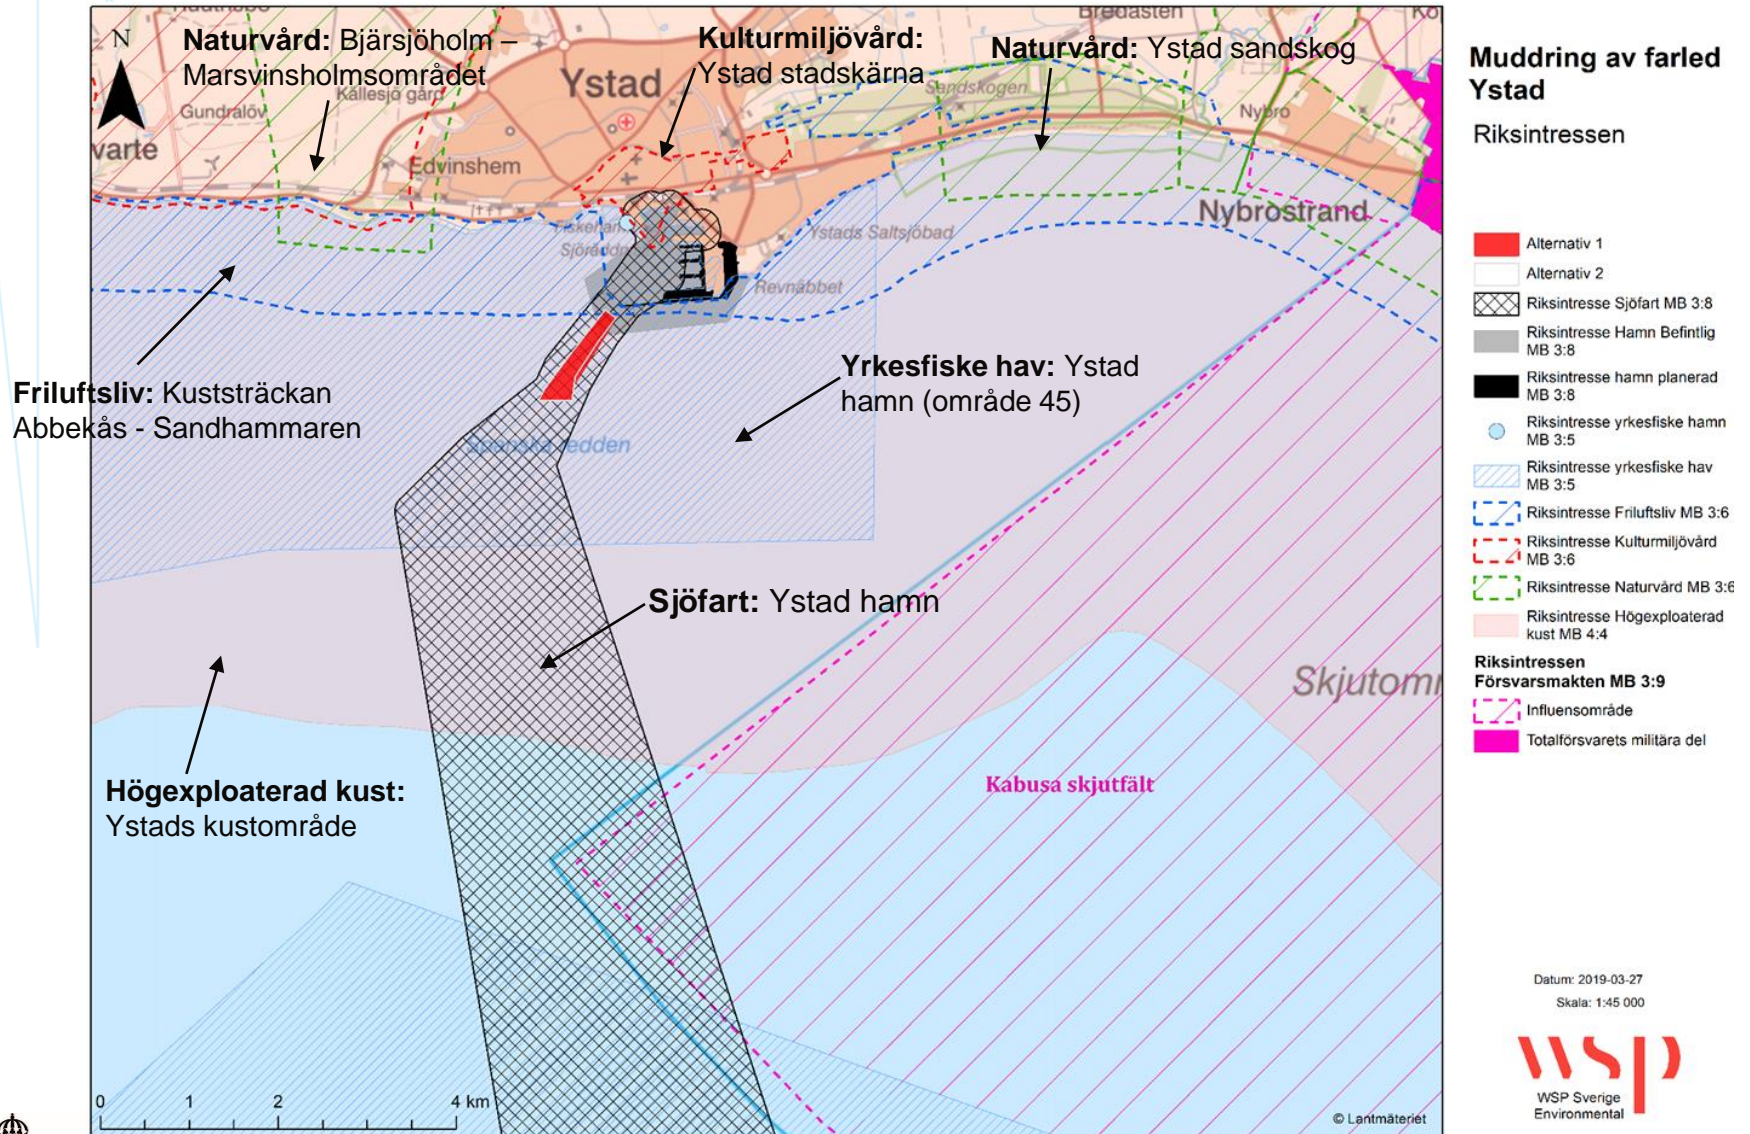 Bredasten
N
Naturvård: Bjärsjöholm –
Marsvinsholmsområdet
Kulturmiljövård:
Ystad stadskärna
Naturvård: Ystad sandskog
Ystad
Källesjö gård
Gundralöv
Sandskogen
Nybro
varte
Edvinshem
Nybrostrand
Ystads Saltsjöbad
Revnäbbet
Friluftsliv: Kuststräckan
Abbekås - Sandhammaren
Yrkesfiske hav: Ystad
hamn (område 45)
Spanska redden
Sjöfart: Ystad hamn
Skjutomr
Kabusa skjutfält
Högexploaterad kust:
Ystads kustområde
0 1 2 4 km
© Lantmäteriet
Muddring av farled
Ystad
Riksintressen
Alternativ 1
Alternativ 2
Riksintresse Sjöfart MB 3:8
Riksintresse Hamn Befintlig
MB 3:8
Riksintresse hamn planerad
MB 3:8
Riksintresse yrkesfiske hamn
MB 3:5
Riksintresse yrkesfiske hav
MB 3:5
Riksintresse Friluftsliv MB 3:6
Riksintresse Kulturmiljövård
MB 3:6
Riksintresse Naturvård MB 3:6
Riksintresse Högexploaterad
kust MB 4:4
Riksintressen
Försvarsmakten MB 3:9
Influensområde
Totalförsvarets militära del
Datum: 2019-03-27
Skala: 1:45 000
wsp
WSP Sverige
Environmental